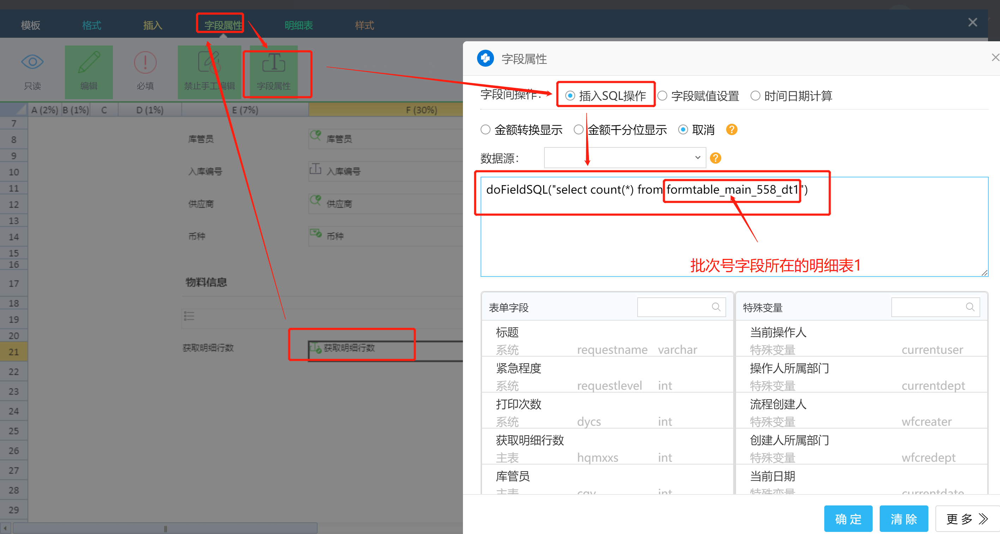 模板 格式 插入 字段属性 明细表 样式
只读 编辑 必填 禁止手工编辑 字段属性
A (2%) B (1%) C D (1%) E (7%) F (30%)
7
8 库管员 库管员
9
10 入库编号 入库编号
11
12 供应商 供应商
13
14 币种 币种
15
16
17 物料信息
18
19
20
21 获取明细行数 获取明细行数
22
23
24
25
26
27
28
29
字段属性
字段间操作: 插入SQL操作 字段赋值设置 时间日期计算
金额转换显示 金额千分位显示 取消 ?
数据源: ?
doFieldSQL("select count(*) from formtable_main_558_dt1")
批次号字段所在的明细表1
表单字段
标题
系统 requestname varchar
紧急程度
系统 requestlevel int
打印次数
系统 dycs int
获取明细行数
主表 hqmxxs int
库管员
主表 cgy int
特殊变量
当前操作人
特殊变量 currentuser
操作人所属部门
特殊变量 currentdept
流程创建人
特殊变量 wfcreater
创建人所属部门
特殊变量 wfcredept
当前日期
特殊变量 currentdate
确定 清除 更多